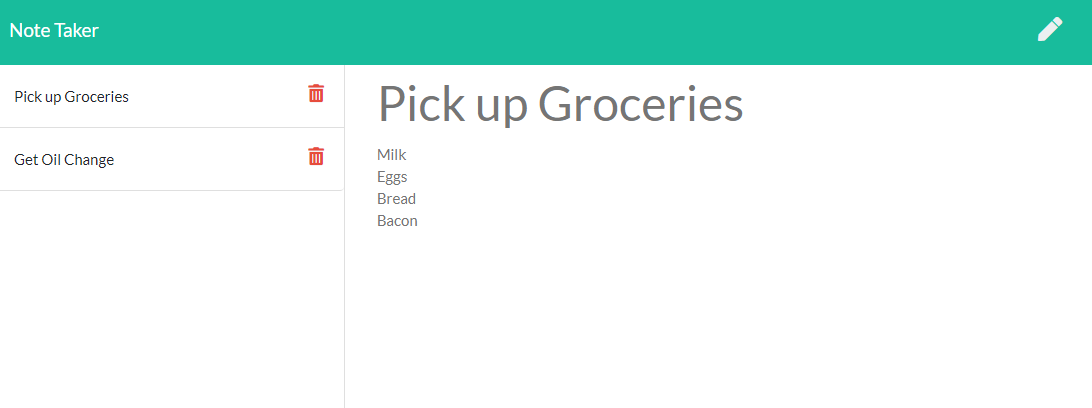 Note Taker
Pick up Groceries
Get Oil Change
Pick up Groceries
Milk
Eggs
Bread
Bacon